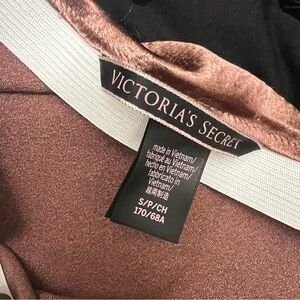 VICTORIA'S SECRET
made in Vietnam/
fabriqué au Vietnam/
hecho en Vietnam/
fabricado in
Vietnam/
越南制造
S/P/CH
170/68A